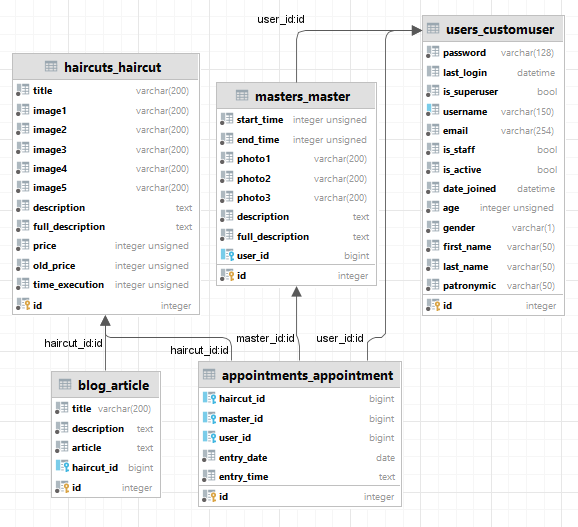 user_id:id
users_customuser
password varchar(128)
last_login datetime
is_superuser bool
username varchar(150)
email varchar(254)
is_staff bool
is_active bool
date_joined datetime
age integer unsigned
gender varchar(1)
first_name varchar(50)
last_name varchar(50)
patronymic varchar(50)
id integer
haircuts_haircut
title varchar(200)
image1 varchar(200)
image2 varchar(200)
image3 varchar(200)
image4 varchar(200)
image5 varchar(200)
description text
full_description text
price integer unsigned
old_price integer unsigned
time_execution integer unsigned
id integer
masters_master
start_time integer unsigned
end_time integer unsigned
photo1 varchar(200)
photo2 varchar(200)
photo3 varchar(200)
description text
full_description text
user_id bigint
id integer
haircut_id:id
haircut_id:id
master_id:id
user_id:id
blog_article
title varchar(200)
description text
article text
haircut_id bigint
id integer
appointments_appointment
haircut_id bigint
master_id bigint
user_id bigint
entry_date date
entry_time text
id integer